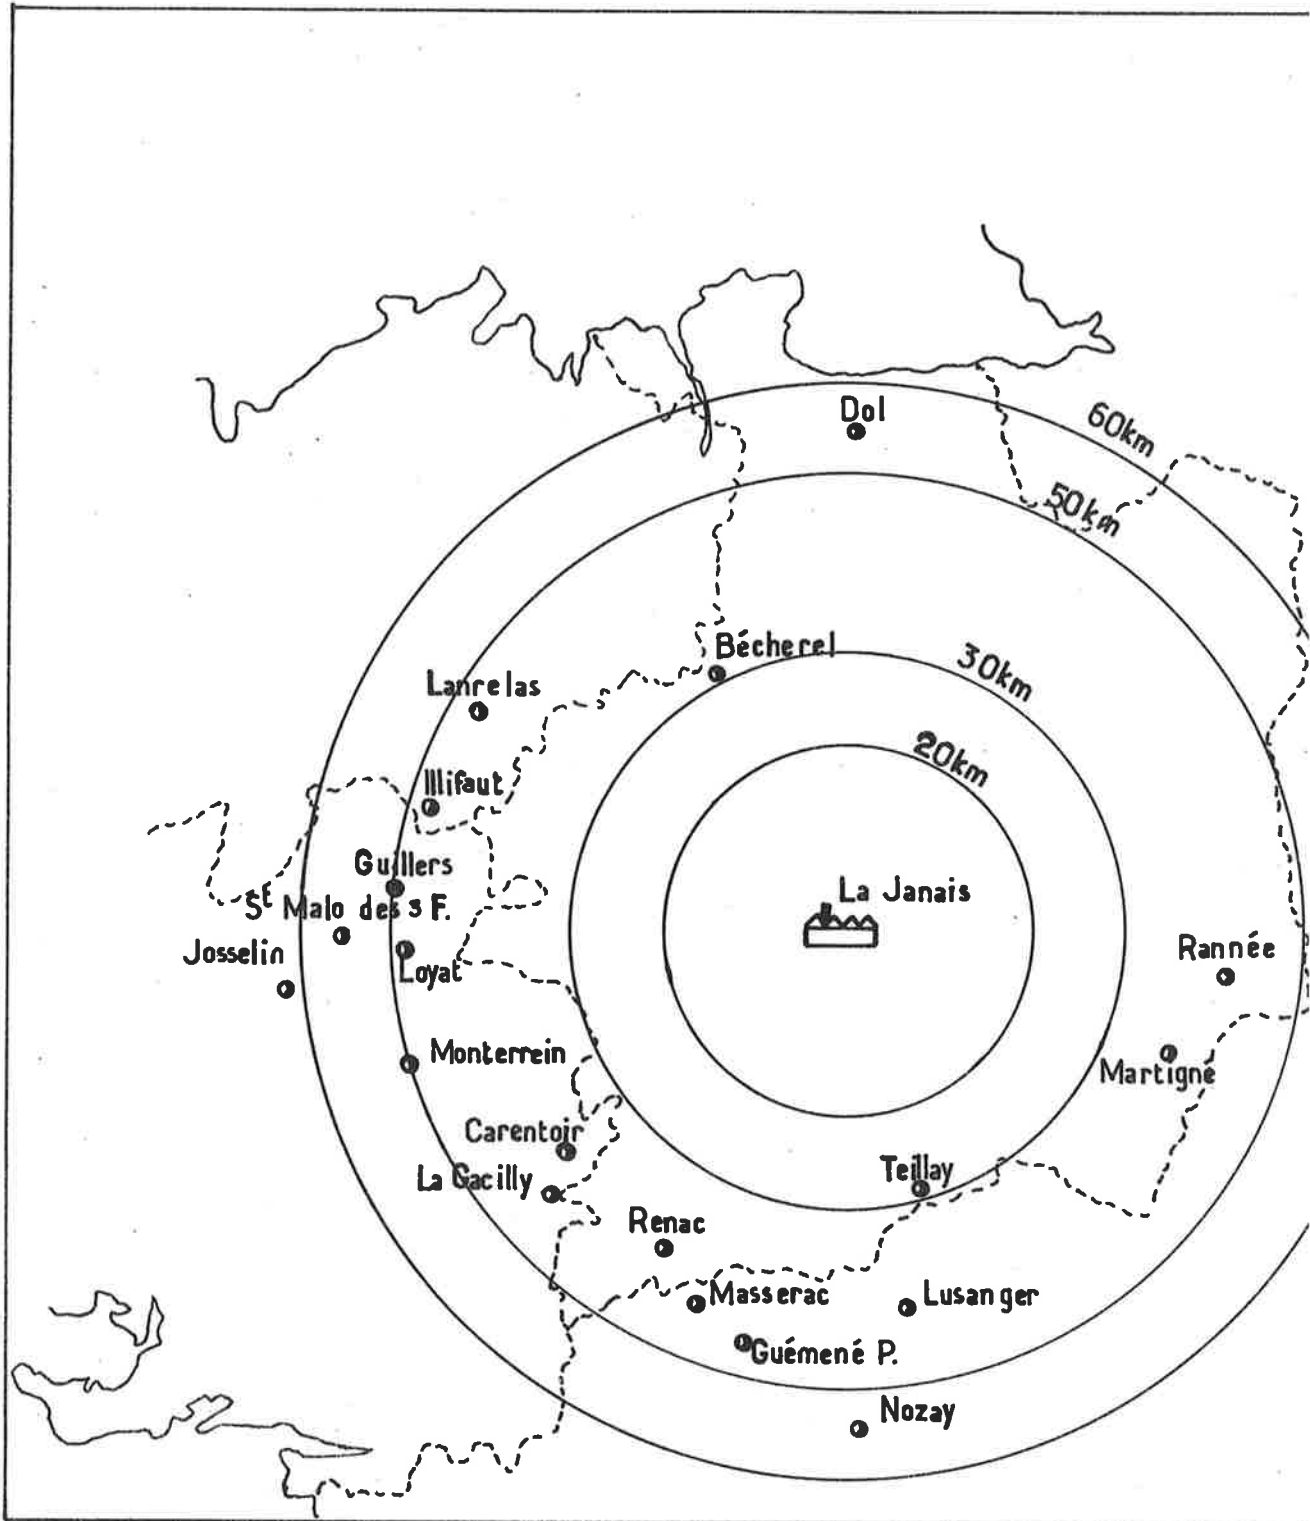 Dol
60km
50km
Bécherel
30km
Lanrelas
20km
Illifaut
Guillers
La Janais
St Malo des 3 F.
Josselin
Rannée
Loyat
Monterrein
Martigné
Carentoir
Teillay
La Gacilly
Renac
Masserac
Lusanger
Guémené P.
Nozay